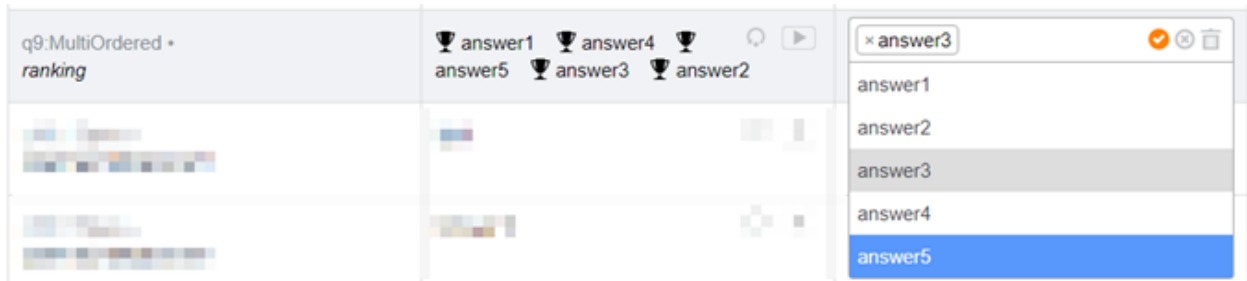 q9:MultiOrdered •
ranking
🏆 answer1 🏆 answer4 🏆
answer5 🏆 answer3 🏆 answer2
× answer3
answer1
answer2
answer3
answer4
answer5